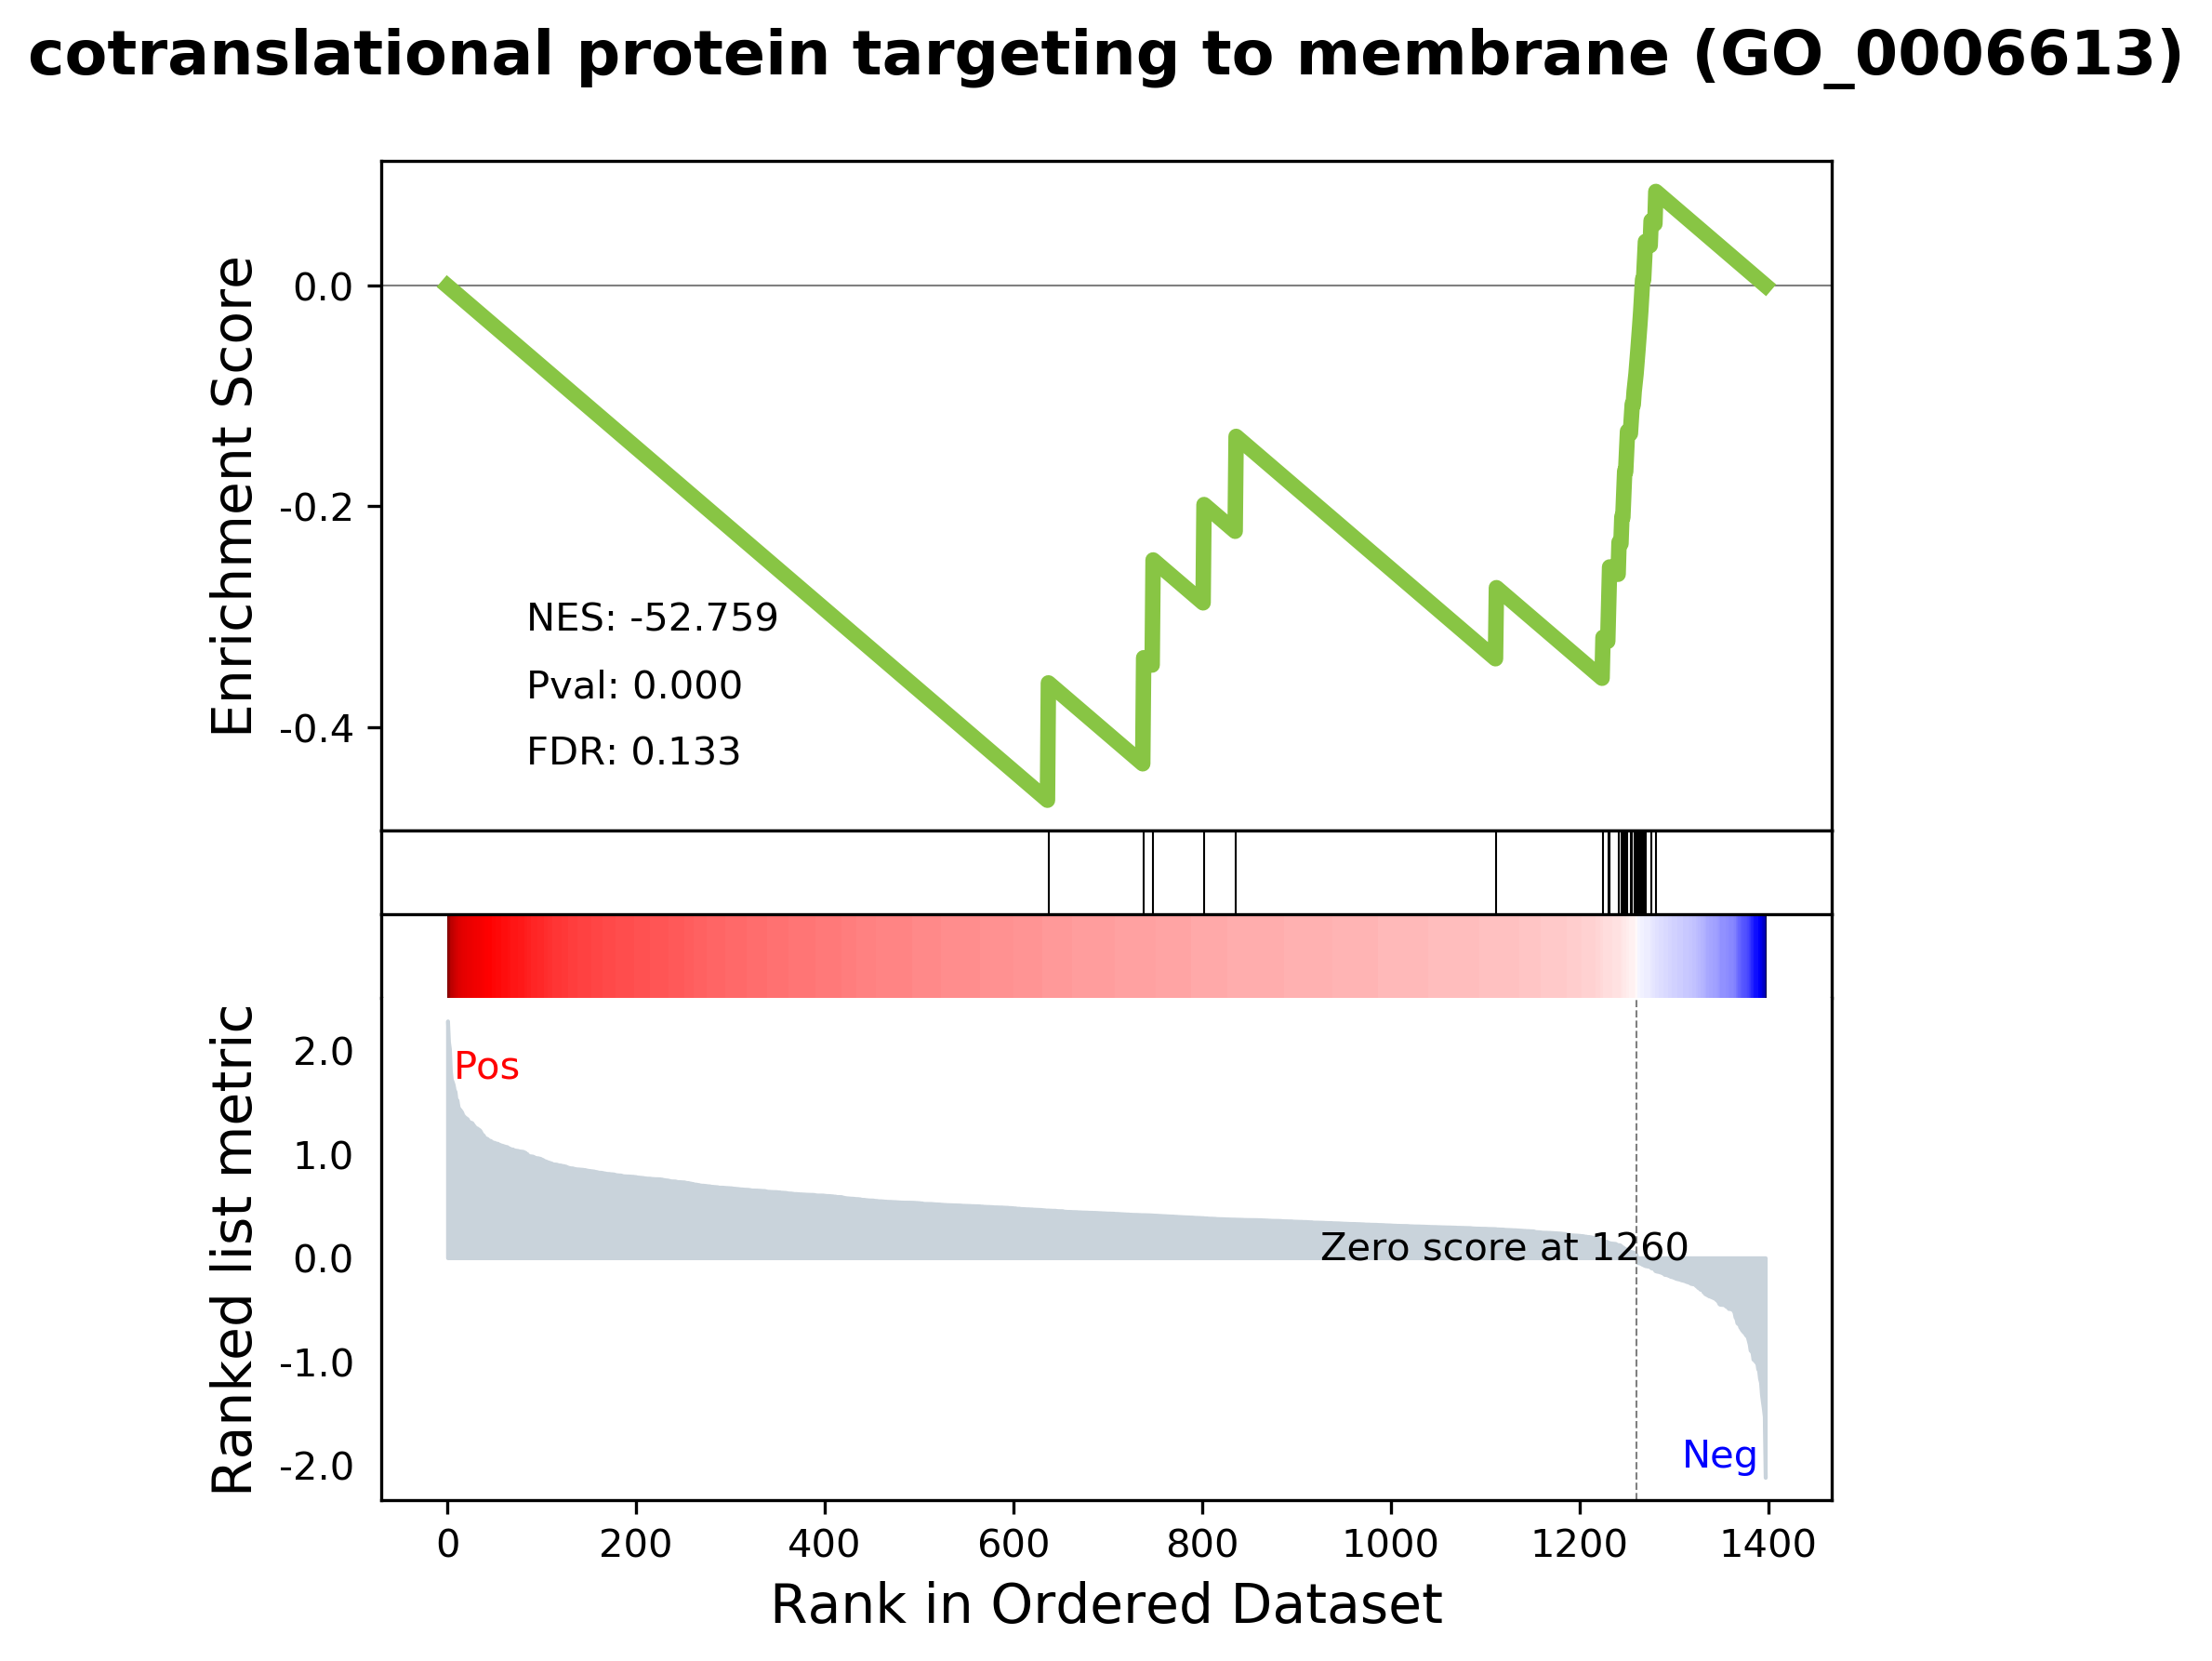 cotranslational protein targeting to membrane (GO_0006613)
Enrichment Score
0.0
-0.2
-0.4
NES: -52.759
Pval: 0.000
FDR: 0.133
Ranked list metric
2.0
1.0
0.0
-1.0
-2.0
Pos
Zero score at 1260
Neg
0 200 400 600 800 1000 1200 1400
Rank in Ordered Dataset